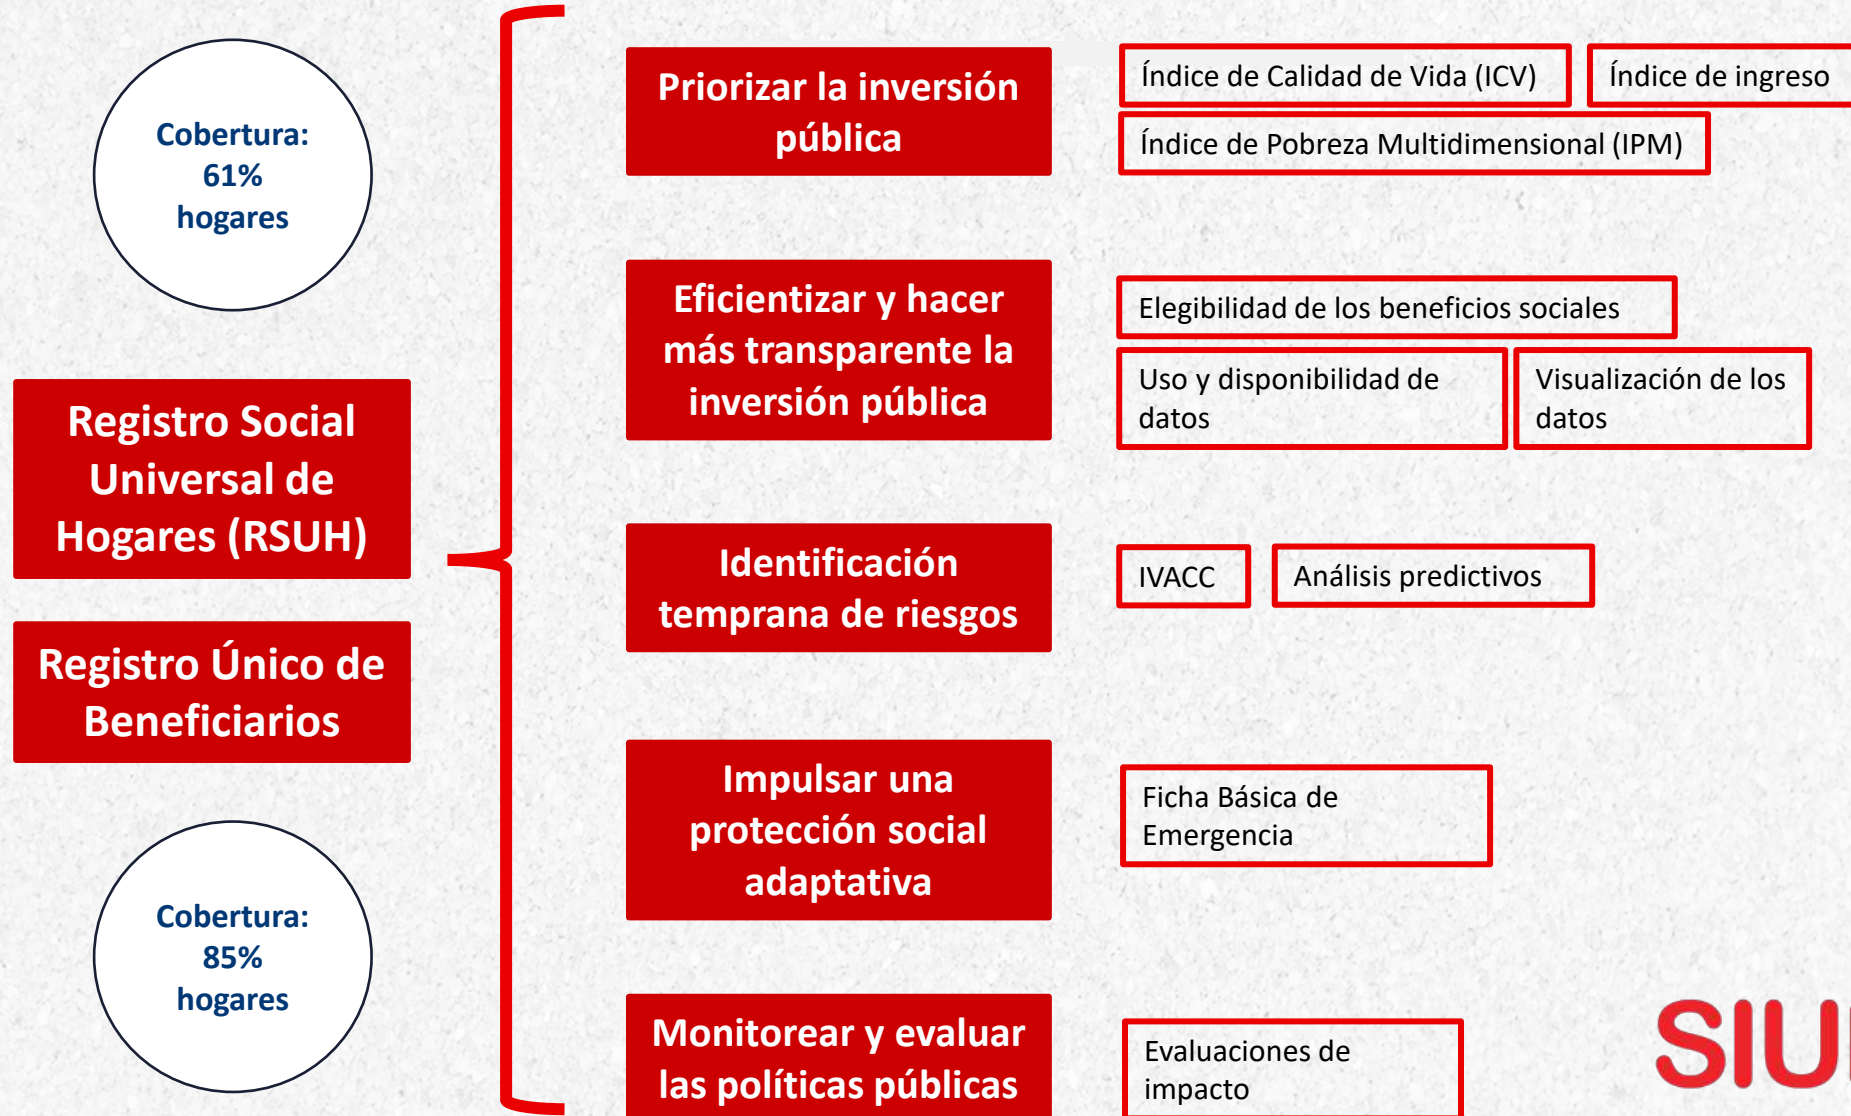 Cobertura:
61%
hogares
Registro Social
Universal de
Hogares (RSUH)
Registro Único de
Beneficiarios
Cobertura:
85%
hogares
Priorizar la inversión
pública
Índice de Calidad de Vida (ICV)
Índice de ingreso
Índice de Pobreza Multidimensional (IPM)
Eficientizar y hacer
más transparente la
inversión pública
Elegibilidad de los beneficios sociales
Uso y disponibilidad de
datos
Visualización de los
datos
Identificación
temprana de riesgos
IVACC
Análisis predictivos
Impulsar una
protección social
adaptativa
Ficha Básica de
Emergencia
Monitorear y evaluar
las políticas públicas
Evaluaciones de
impacto